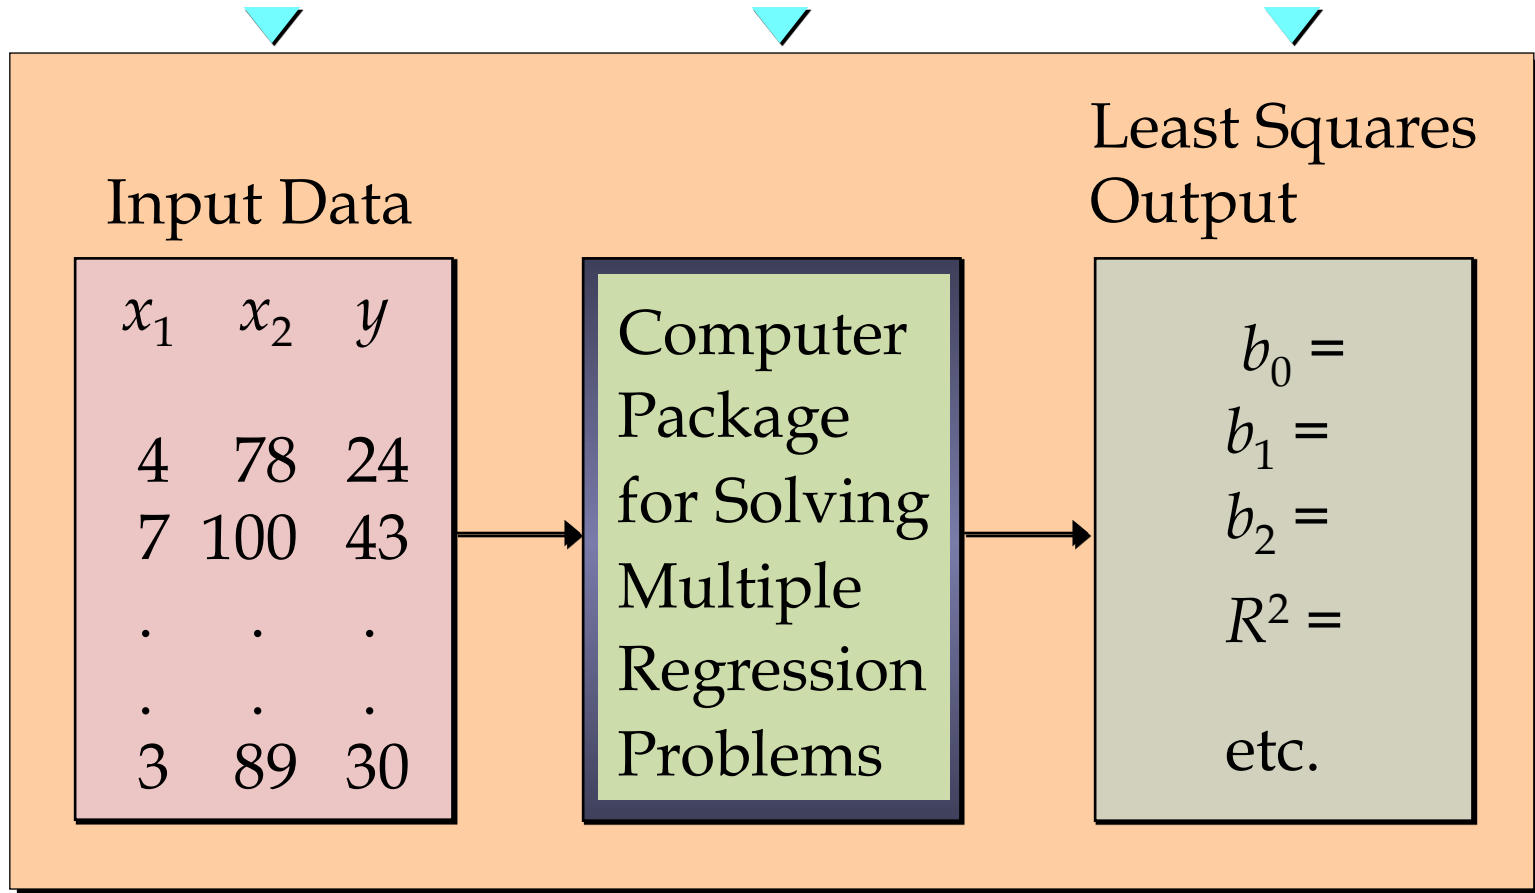 Input Data
x₁ x₂ y
4 78 24
7 100 43
. . .
. . .
3 89 30
Computer
Package
for Solving
Multiple
Regression
Problems
Least Squares
Output
b₀ =
b₁ =
b₂ =
R² =
etc.